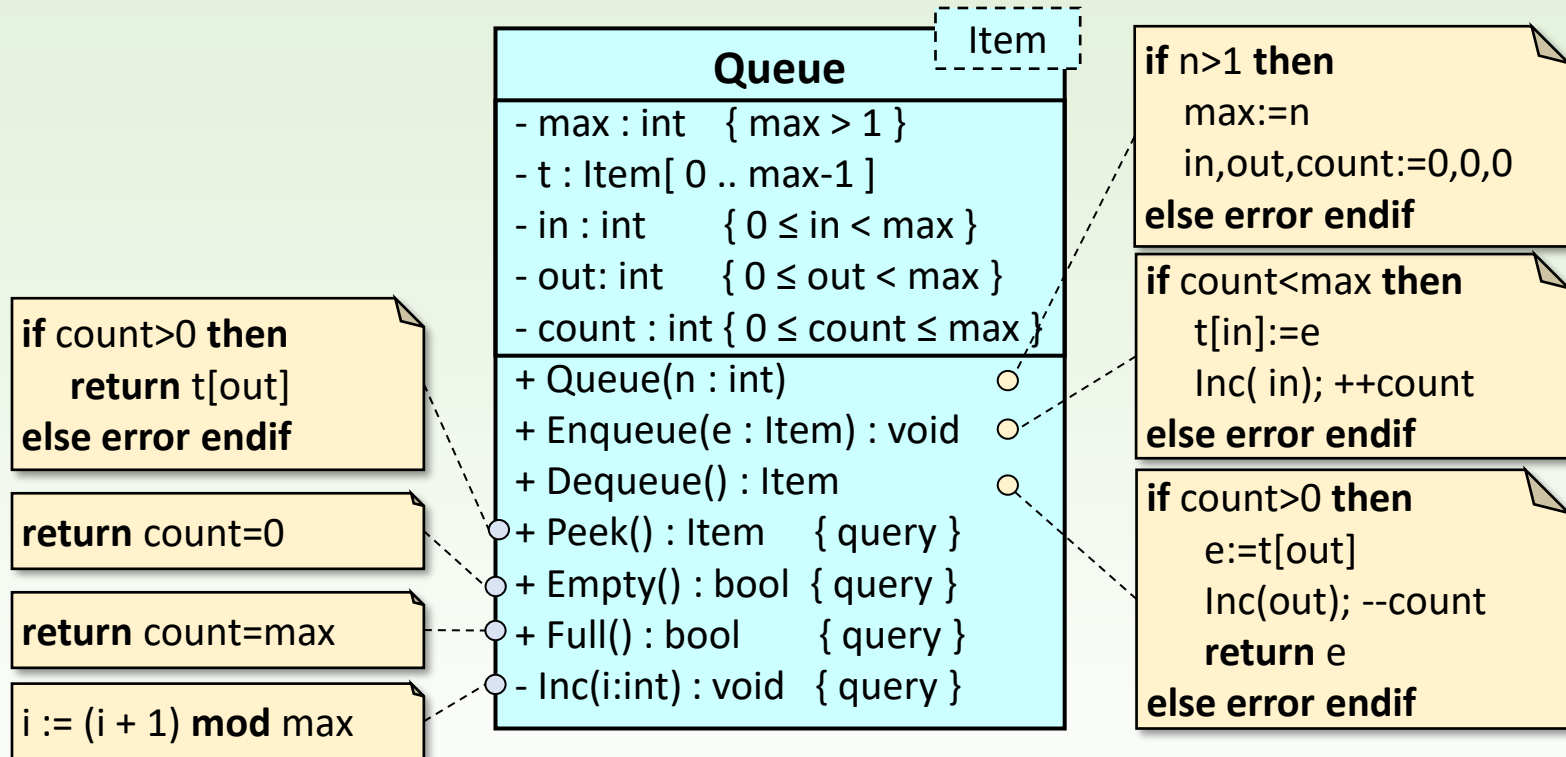 Item
Queue
- max : int { max > 1 }
- t : Item[ 0 .. max-1 ]
- in : int { 0 ≤ in < max }
- out: int { 0 ≤ out < max }
- count : int { 0 ≤ count ≤ max }
+ Queue(n : int)
+ Enqueue(e : Item) : void
+ Dequeue() : Item
+ Peek() : Item { query }
+ Empty() : bool { query }
+ Full() : bool { query }
- Inc(i:int) : void { query }
if count>0 then
return t[out]
else error endif
return count=0
return count=max
i := (i + 1) mod max
if n>1 then
max:=n
in,out,count:=0,0,0
else error endif
if count<max then
t[in]:=e
Inc( in); ++count
else error endif
if count>0 then
e:=t[out]
Inc(out); --count
return e
else error endif